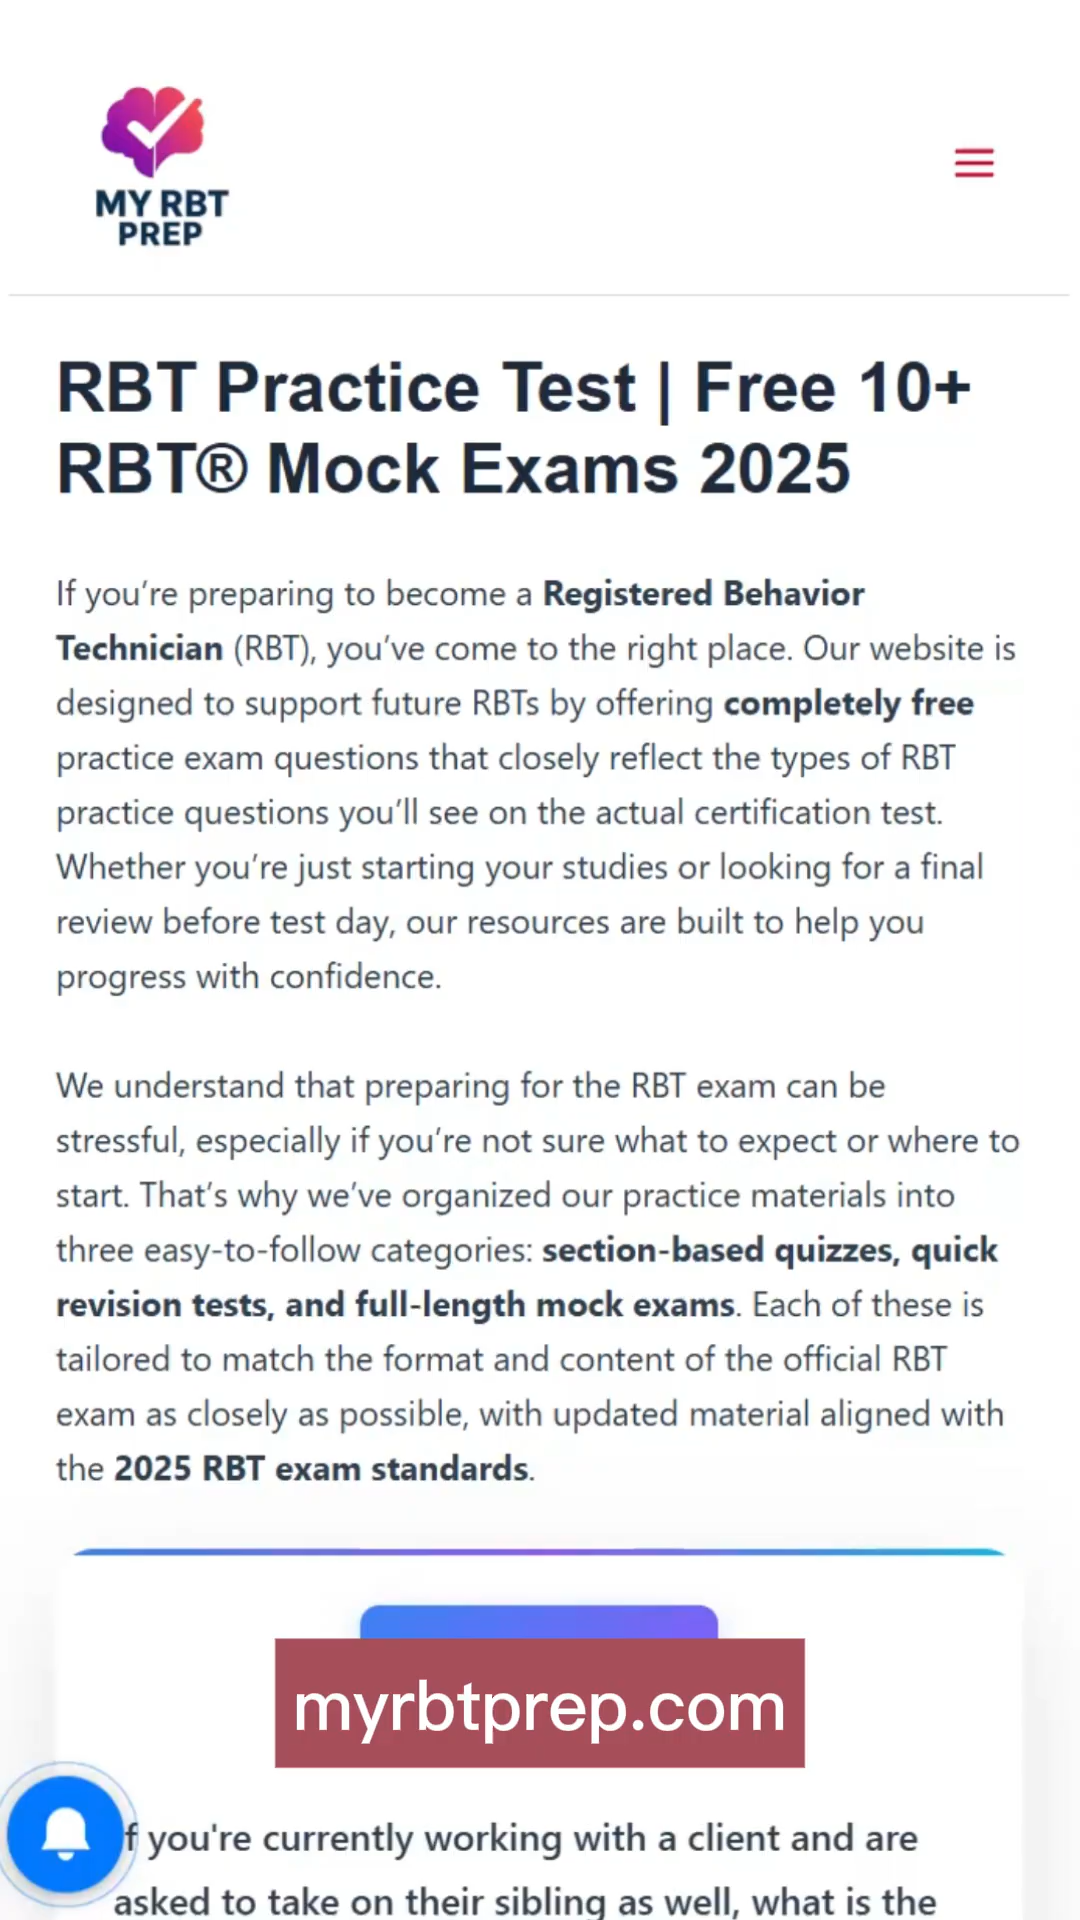 MY RBT
PREP
RBT Practice Test | Free 10+
RBT® Mock Exams 2025
If you’re preparing to become a Registered Behavior
Technician (RBT), you’ve come to the right place. Our website is
designed to support future RBTs by offering completely free
practice exam questions that closely reflect the types of RBT
practice questions you’ll see on the actual certification test.
Whether you’re just starting your studies or looking for a final
review before test day, our resources are built to help you
progress with confidence.
We understand that preparing for the RBT exam can be
stressful, especially if you’re not sure what to expect or where to
start. That’s why we’ve organized our practice materials into
three easy-to-follow categories: section-based quizzes, quick
revision tests, and full-length mock exams. Each of these is
tailored to match the format and content of the official RBT
exam as closely as possible, with updated material aligned with
the 2025 RBT exam standards.
myrbtprep.com
f you're currently working with a client and are
asked to take on their sibling as well, what is the